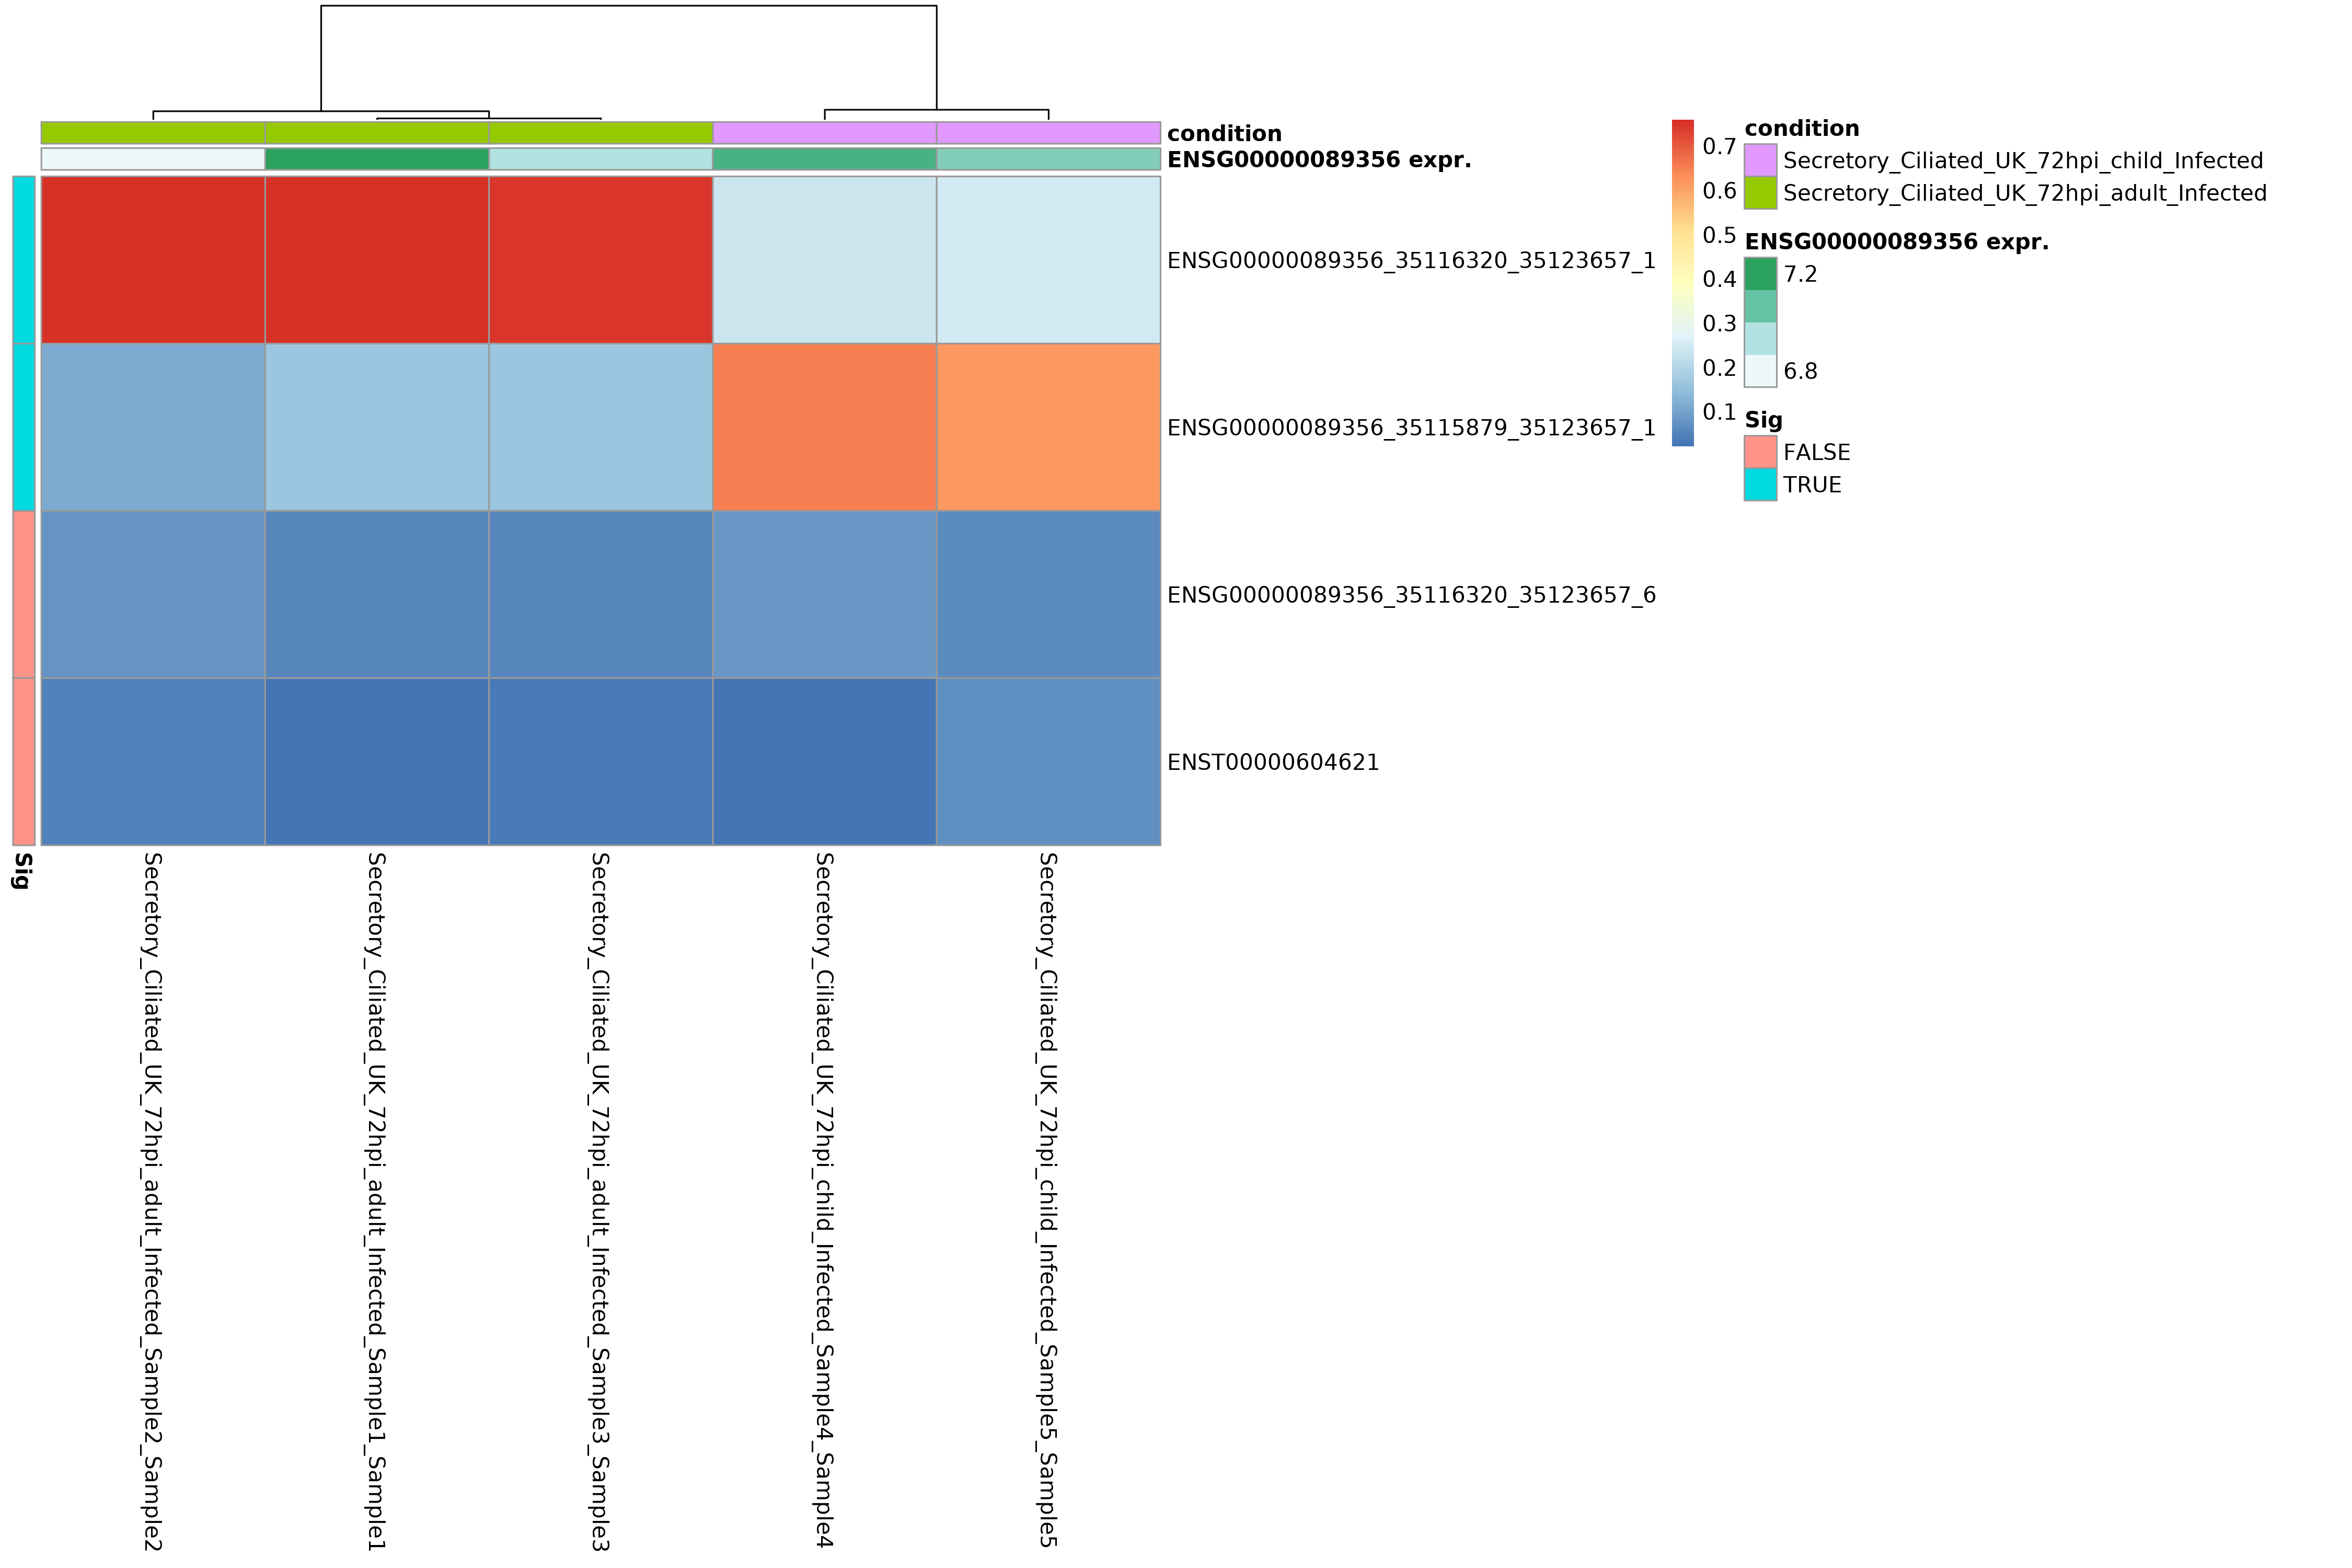 condition
ENSG00000089356 expr.
ENSG00000089356_35116320_35123657_1
ENSG00000089356_35115879_35123657_1
ENSG00000089356_35116320_35123657_6
ENST00000604621
Sig
Secretory_Ciliated_UK_72hpi_adult_Infected_Sample2_Sample2
Secretory_Ciliated_UK_72hpi_adult_Infected_Sample1_Sample1
Secretory_Ciliated_UK_72hpi_adult_Infected_Sample3_Sample3
Secretory_Ciliated_UK_72hpi_child_Infected_Sample4_Sample4
Secretory_Ciliated_UK_72hpi_child_Infected_Sample5_Sample5
0.7
0.6
0.5
0.4
0.3
0.2
0.1
condition
Secretory_Ciliated_UK_72hpi_child_Infected
Secretory_Ciliated_UK_72hpi_adult_Infected
ENSG00000089356 expr.
7.2
6.8
Sig
FALSE
TRUE